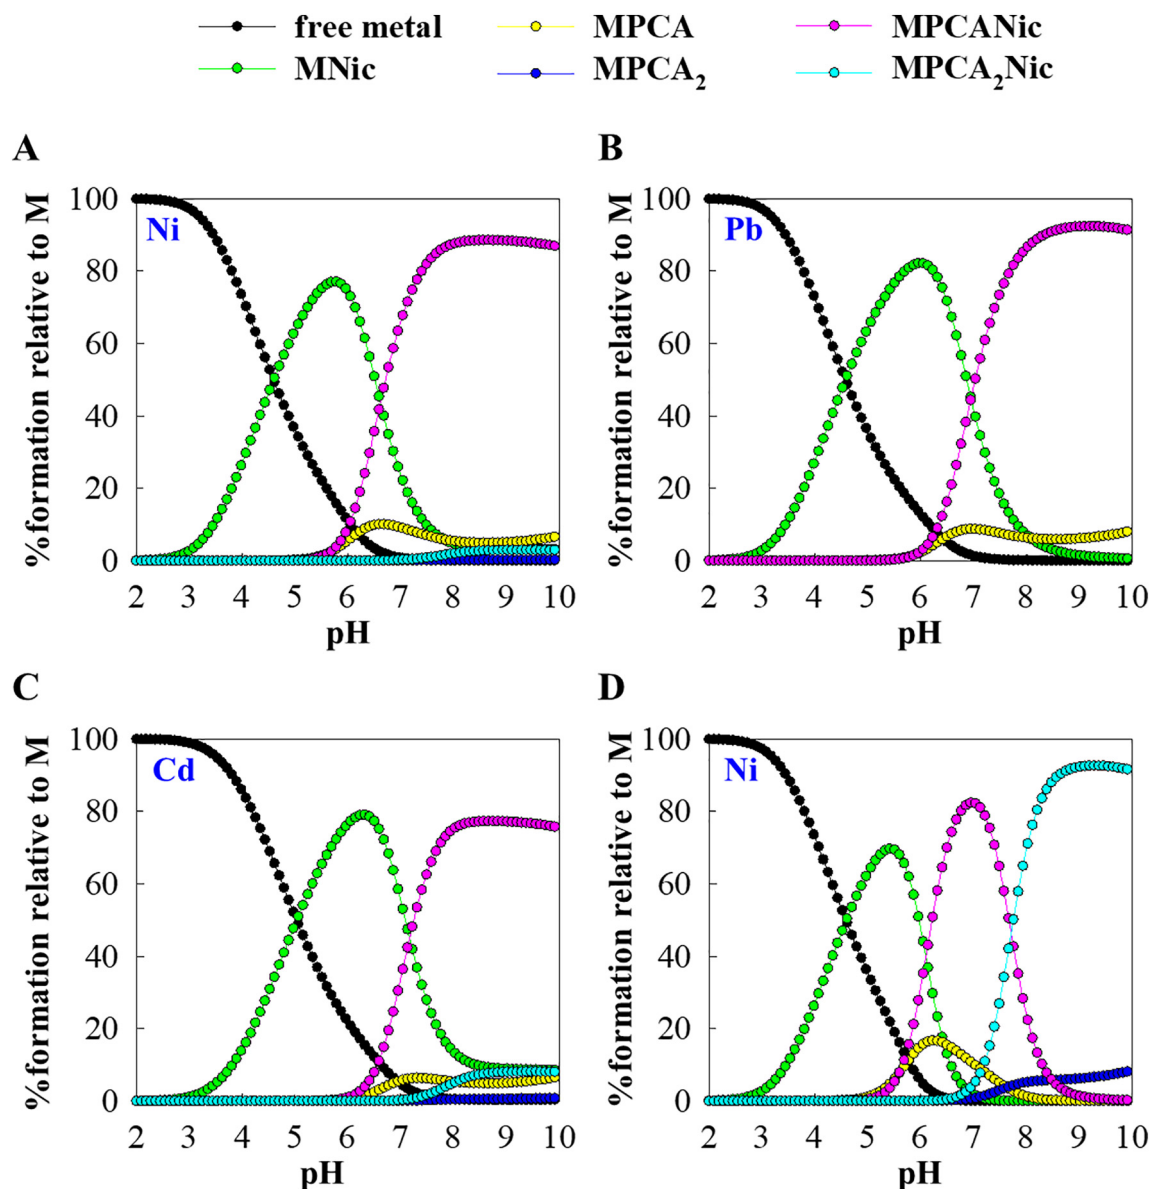 free metal MPCA MPCANic
MNic MPCA₂ MPCA₂Nic
A B
%formation relative to M
100
80
60
40
20
0
Ni
2 3 4 5 6 7 8 9 10
pH
%formation relative to M
100
80
60
40
20
0
Pb
2 3 4 5 6 7 8 9 10
pH
C D
%formation relative to M
100
80
60
40
20
0
Cd
2 3 4 5 6 7 8 9 10
pH
%formation relative to M
100
80
60
40
20
0
Ni
2 3 4 5 6 7 8 9 10
pH